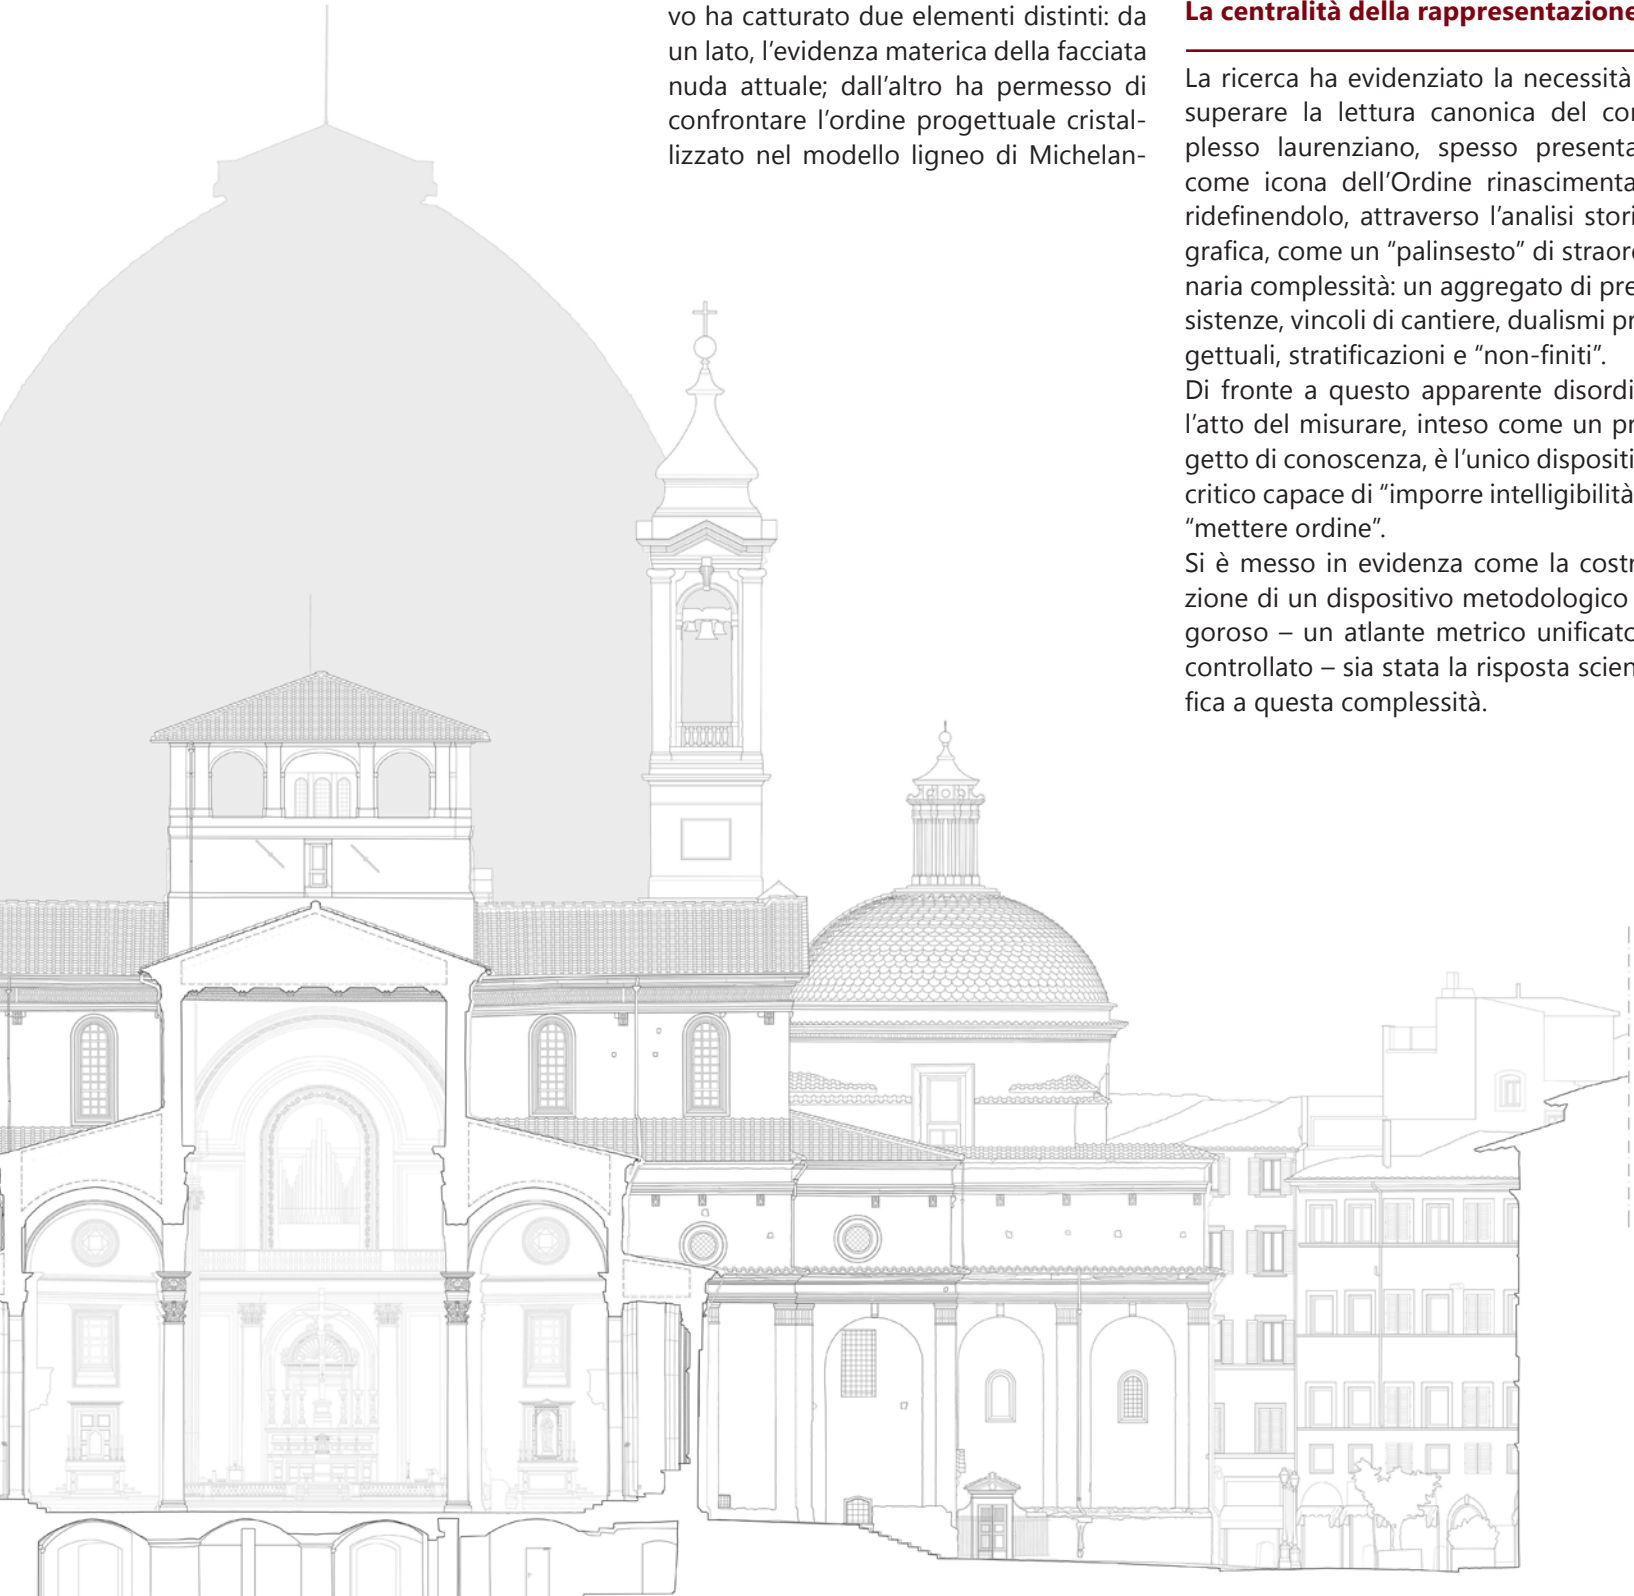 vo ha catturato due elementi distinti: da
un lato, l’evidenza materica della facciata
nuda attuale; dall’altro ha permesso di
confrontare l’ordine progettuale cristal-
lizzato nel modello ligneo di Michelan-
La centralità della rappresentazione
La ricerca ha evidenziato la necessità
superare la lettura canonica del co
plesso laurenziano, spesso presenta
come icona dell’Ordine rinascimenta
ridefinendolo, attraverso l’analisi stori
grafica, come un “palinsesto” di straor
naria complessità: un aggregato di pre
sistenze, vincoli di cantiere, dualismi pr
gettuali, stratificazioni e “non-finiti”.
Di fronte a questo apparente disordi
l’atto del misurare, inteso come un pr
getto di conoscenza, è l’unico dispositi
critico capace di “imporre intelligibilità
“mettere ordine”.
Si è messo in evidenza come la costr
zione di un dispositivo metodologico
goroso – un atlante metrico unificato
controllato – sia stata la risposta scien
fica a questa complessità.